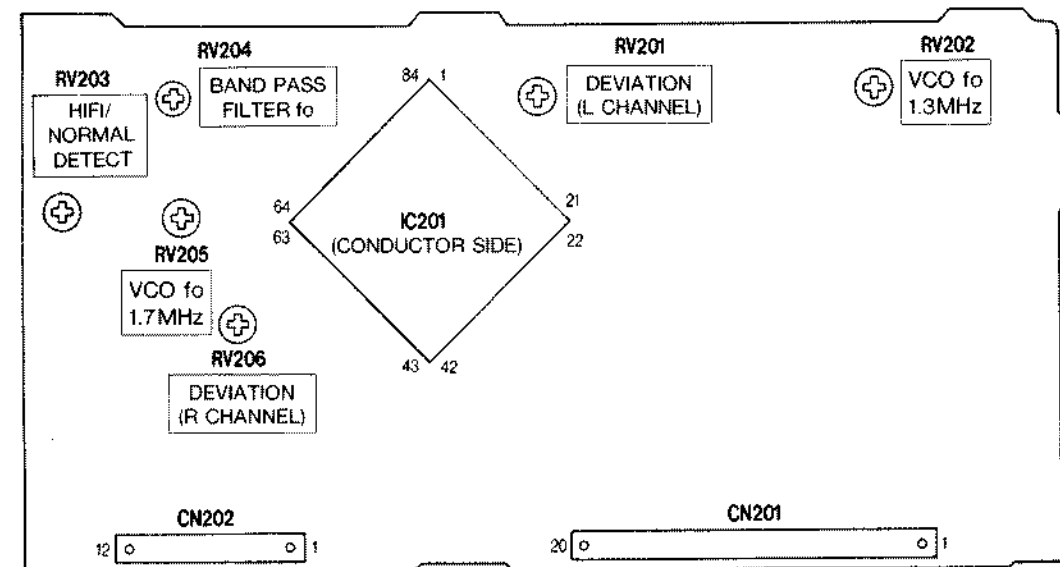 RV204
BAND PASS
FILTER fo
RV203
HIFI/
NORMAL
DETECT
RV201
DEVIATION
(L CHANNEL)
RV202
VCO fo
1.3MHz
84 1
64
63
IC201
(CONDUCTOR SIDE)
21
22
RV205
VCO fo
1.7MHz
43 42
RV206
DEVIATION
(R CHANNEL)
CN202
12 1
CN201
20 1